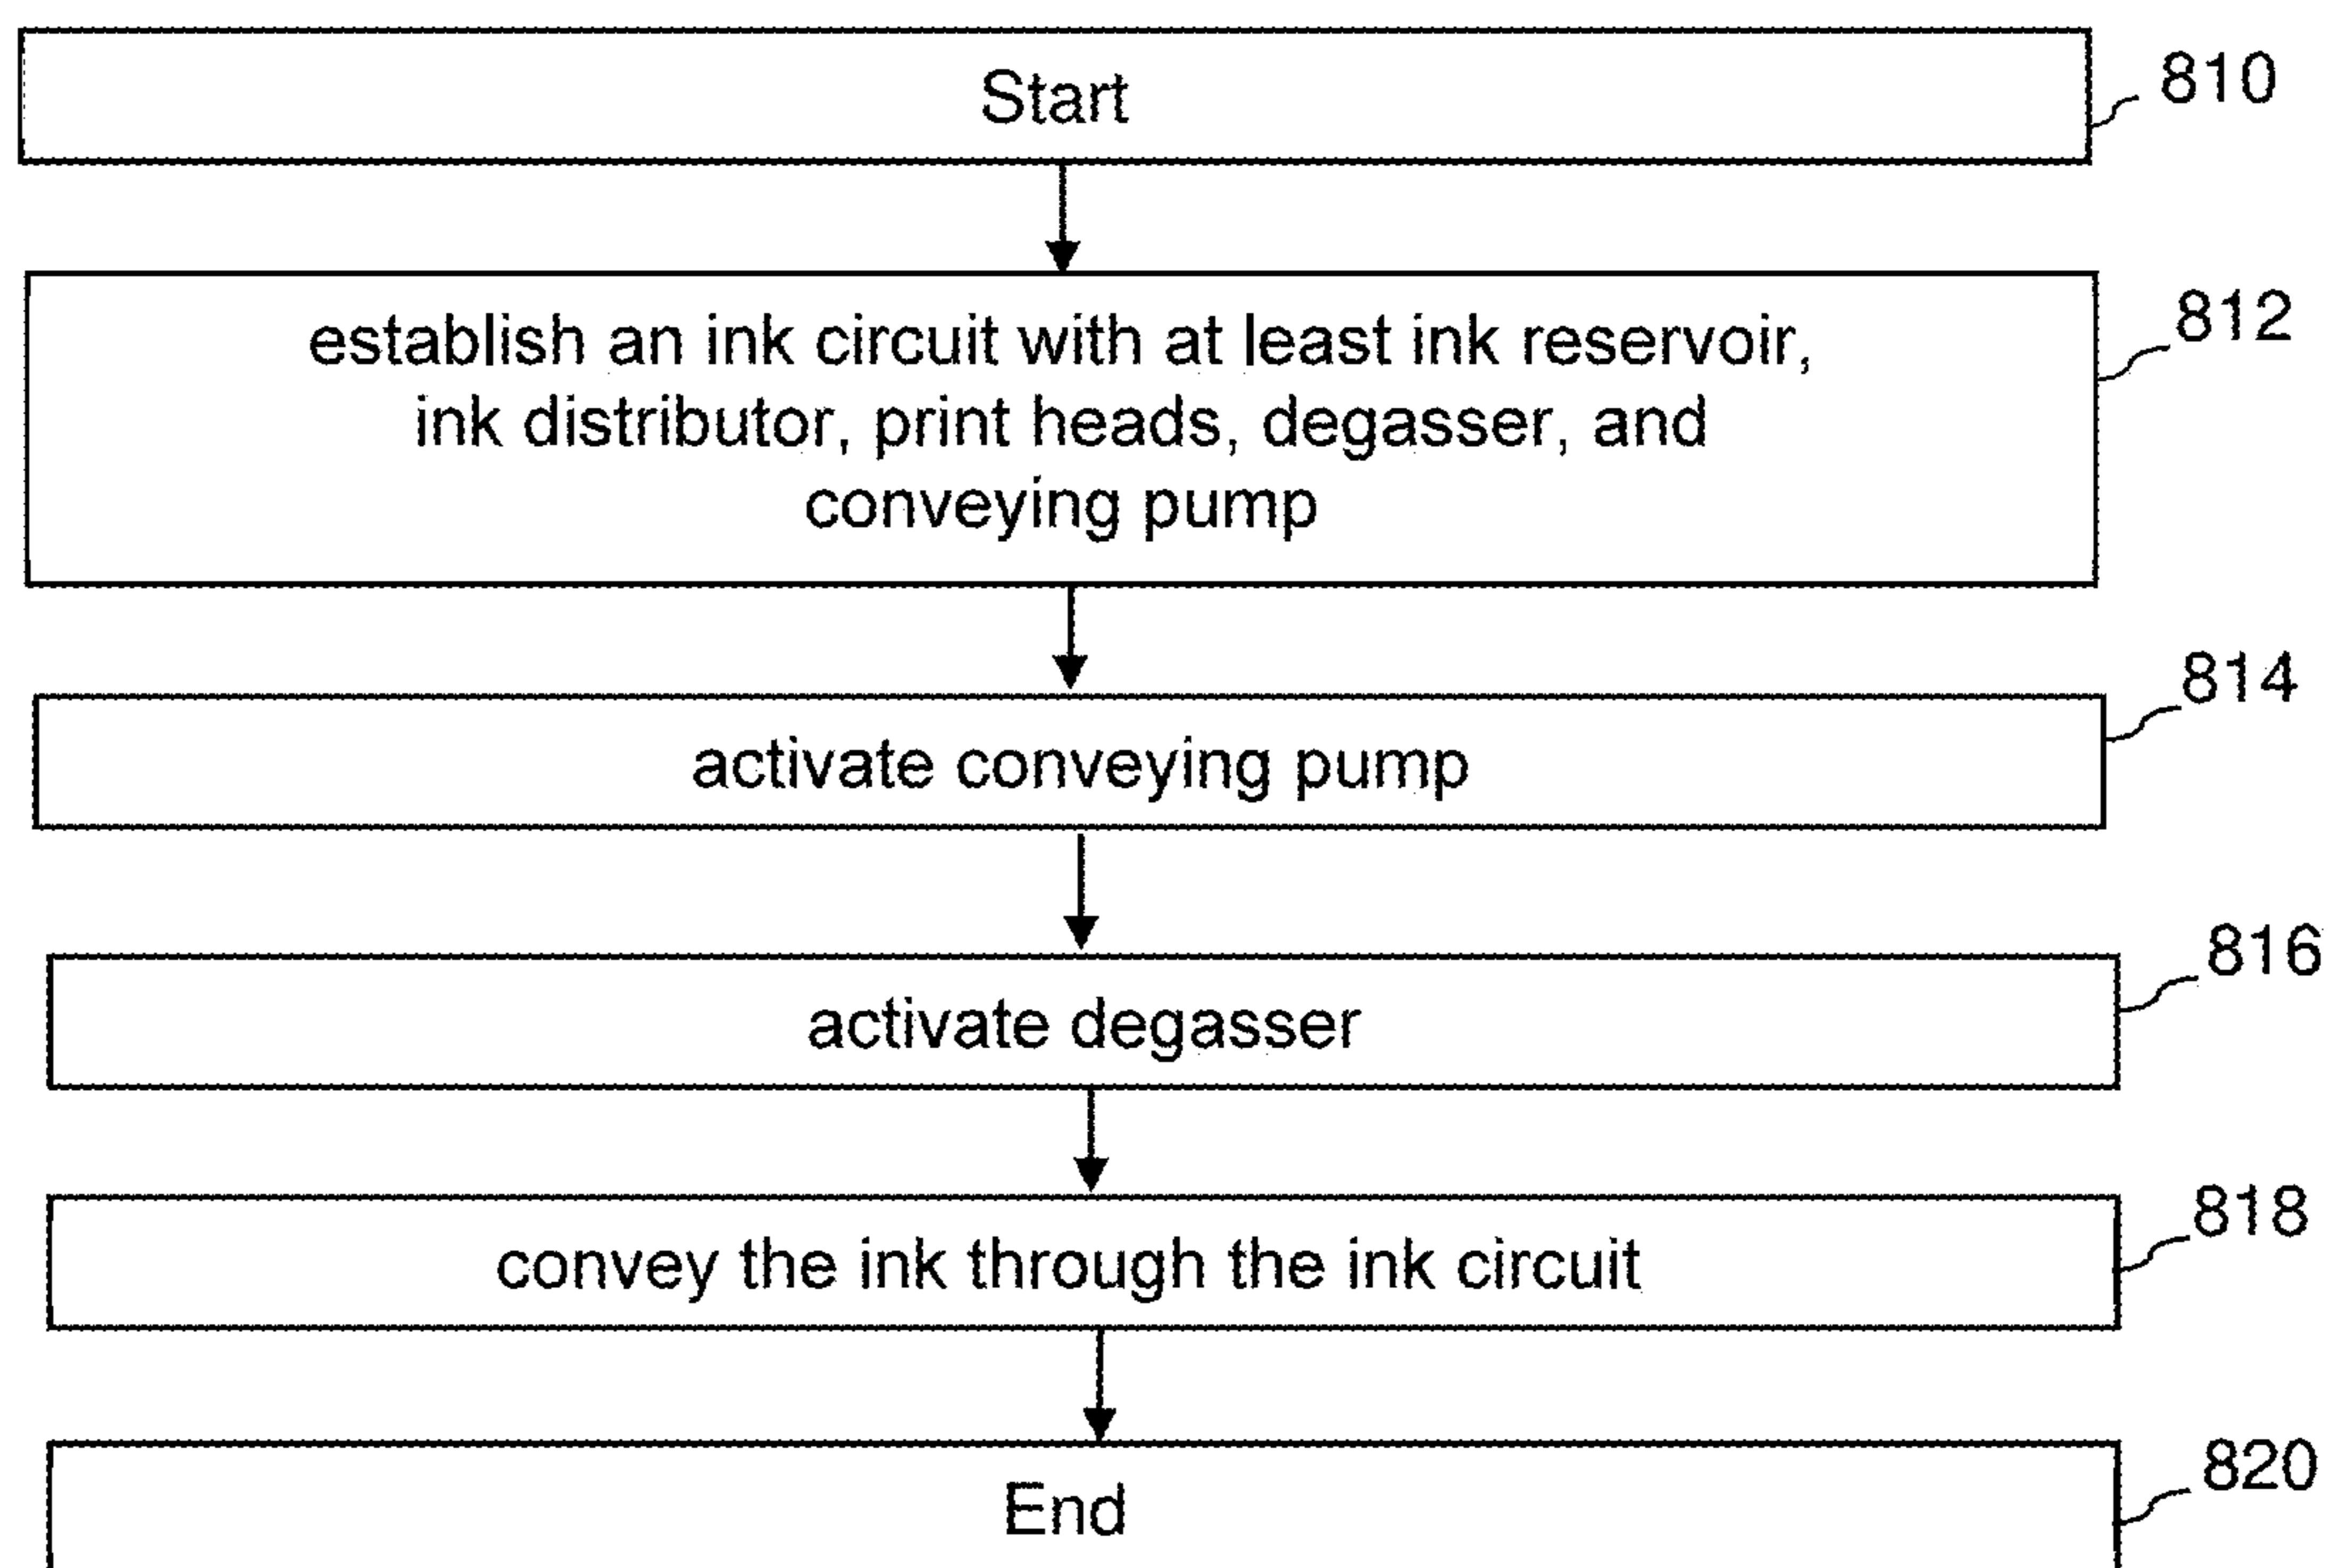 Start
810
establish an ink circuit with at least ink reservoir,
ink distributor, print heads, degasser, and
conveying pump
812
activate conveying pump
814
activate degasser
816
convey the ink through the ink circuit
818
End
820